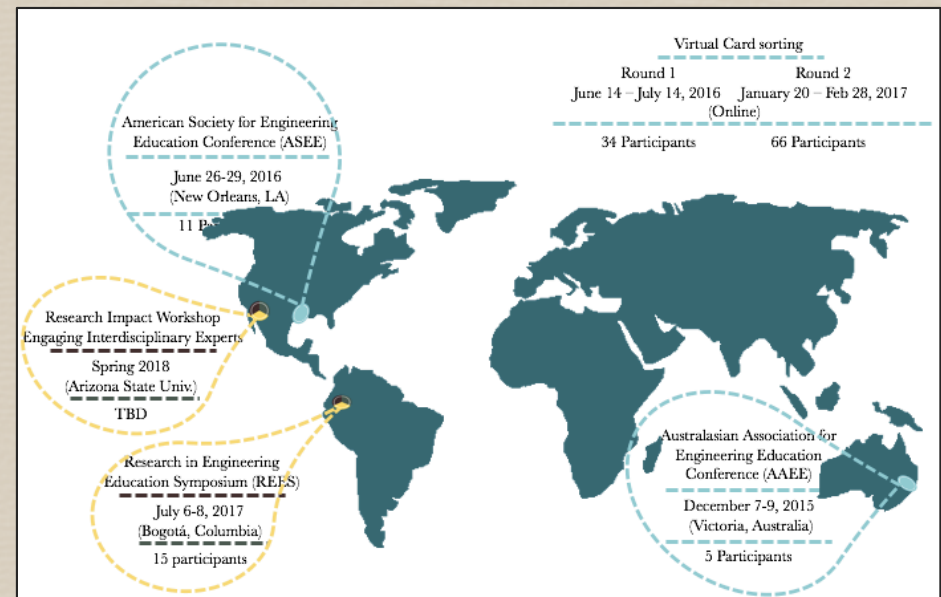 Virtual Card sorting
Round 1 Round 2
June 14 – July 14, 2016 January 20 – Feb 28, 2017
(Online)
34 Participants 66 Participants
American Society for Engineering
Education Conference (ASEE)
June 26-29, 2016
(New Orleans, LA)
11
Research Impact Workshop
Engaging Interdisciplinary Experts
Spring 2018
(Arizona State Univ.)
TBD
Research in Engineering
Education Symposium (REES)
July 6-8, 2017
(Bogotá, Columbia)
15 participants
Australasian Association for
Engineering Education
Conference (AAEE)
December 7-9, 2015
(Victoria, Australia)
5 Participants